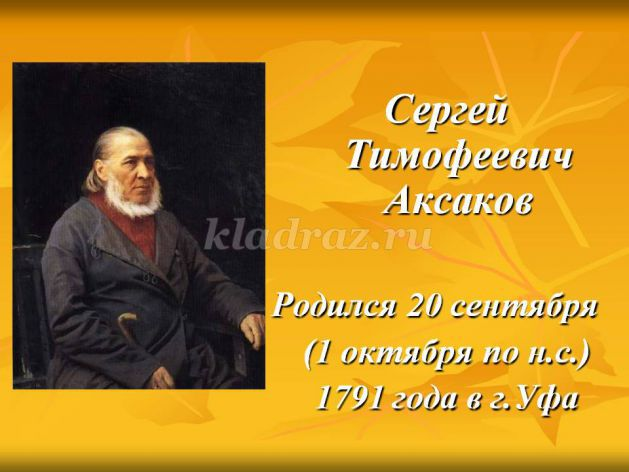 Сергей
Тимофеевич
Аксаков
kladraz.ru
Родился 20 сентября
(1 октября по н.с.)
1791 года в г.Уфа